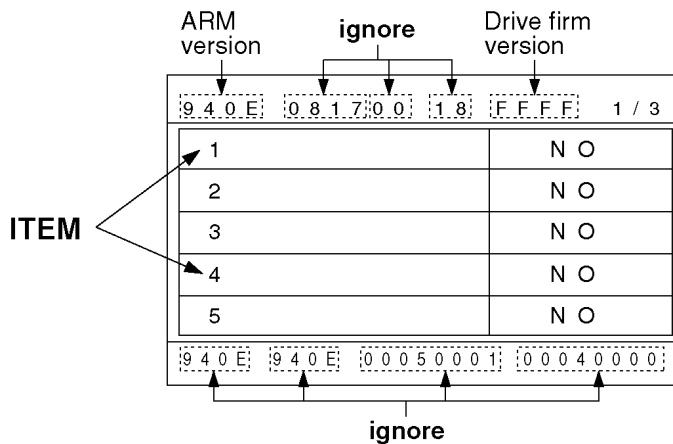 ARM version
ignore
Drive firm version
940E 0817 00 18 FFFF 1/3
1 NO
2 NO
ITEM
3 NO
4 NO
5 NO
940E 940E 00050001 00040000
ignore